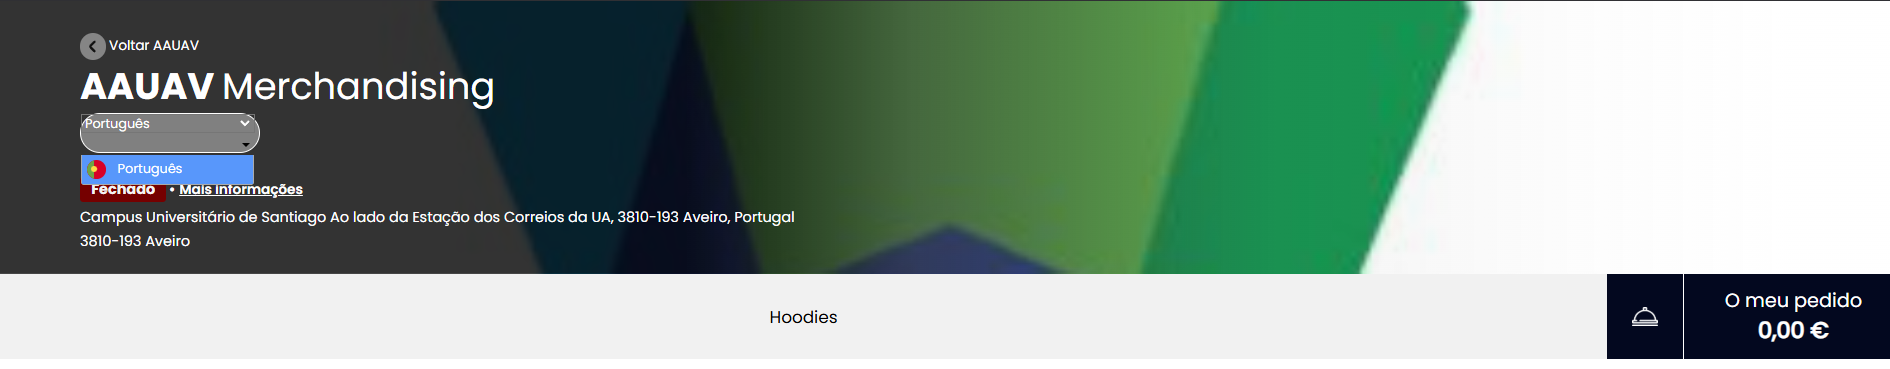 Voltar AAUAV
AAUAV Merchandising
Português
Português
Fechado • Mais informações
Campus Universitário de Santiago Ao lado da Estação dos Correios da UA, 3810-193 Aveiro, Portugal
3810-193 Aveiro
Hoodies
O meu pedido
0,00 €